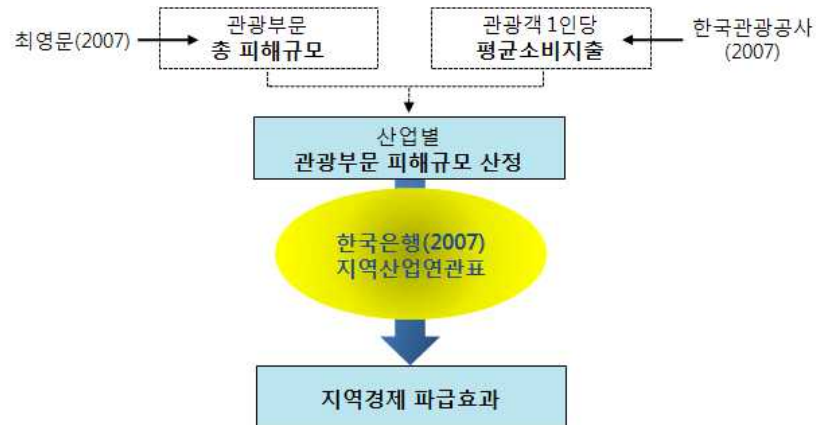 최영문(2007)
관광부문
총 피해규모
관광객 1인당
평균소비지출
한국관광공사
(2007)
산업별
관광부문 피해규모 산정
한국은행(2007)
지역산업연관표
지역경제 파급효과